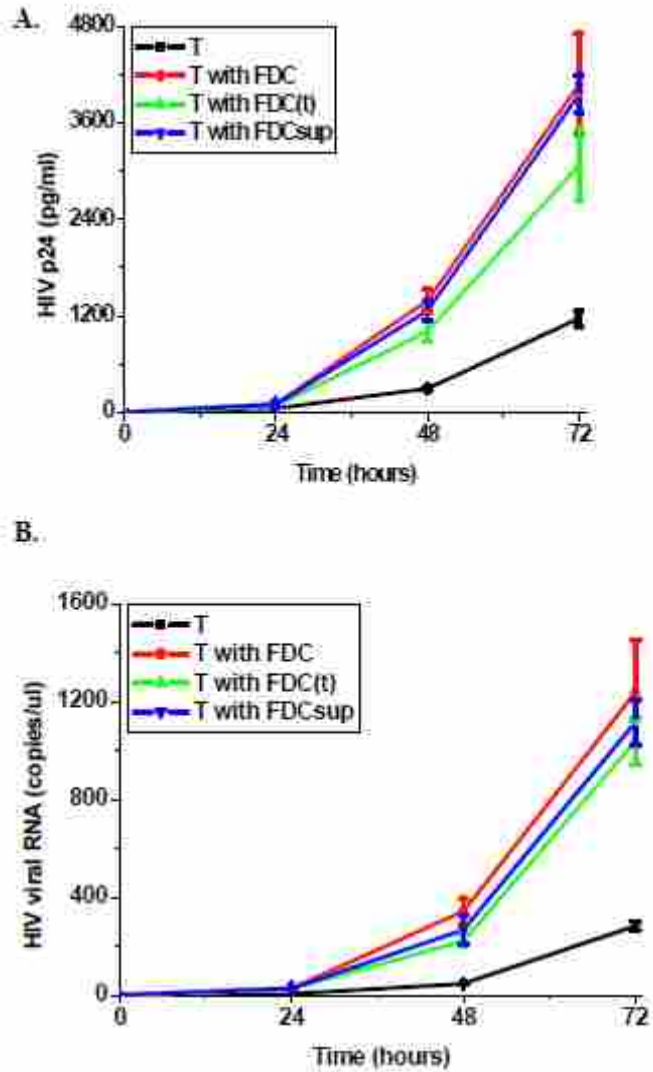 A.
4800
3600
2400
1200
0
HIV p24 (pg/ml)
T
T with FDC
T with FDC(t)
T with FDCsup
0 24 48 72
Time (hours)
B.
1600
1200
800
400
0
HIV viral RNA (copies/ul)
T
T with FDC
T with FDC(t)
T with FDCsup
0 24 48 72
Time (hours)